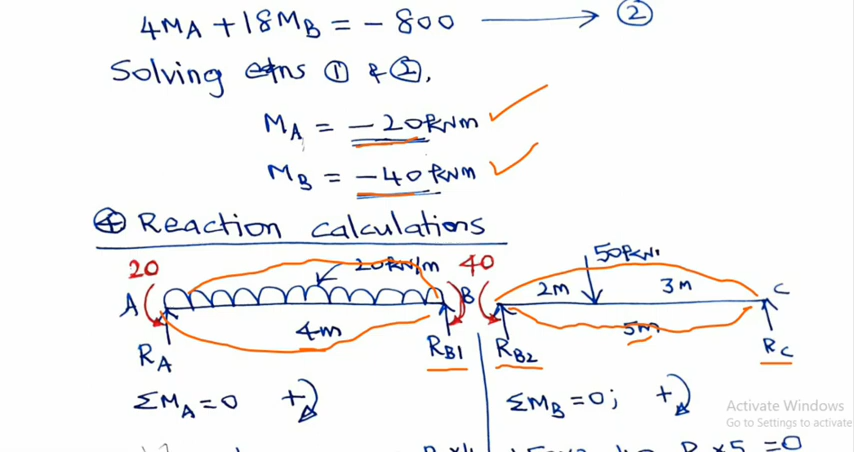 4MA + 18MB = - 800 → ②
Solving eqns ① & ②,
MA = - 20kNm ✓
MB = - 40kNm ✓
④ Reaction calculations
20 20kN/m 40 50kN
A B 2m 3m C
4m 5m
RA RB1 RB2 RC
ΣMA = 0 + ΣMB = 0; +
Activate Windows
Go to Settings to activate
×5 = 0